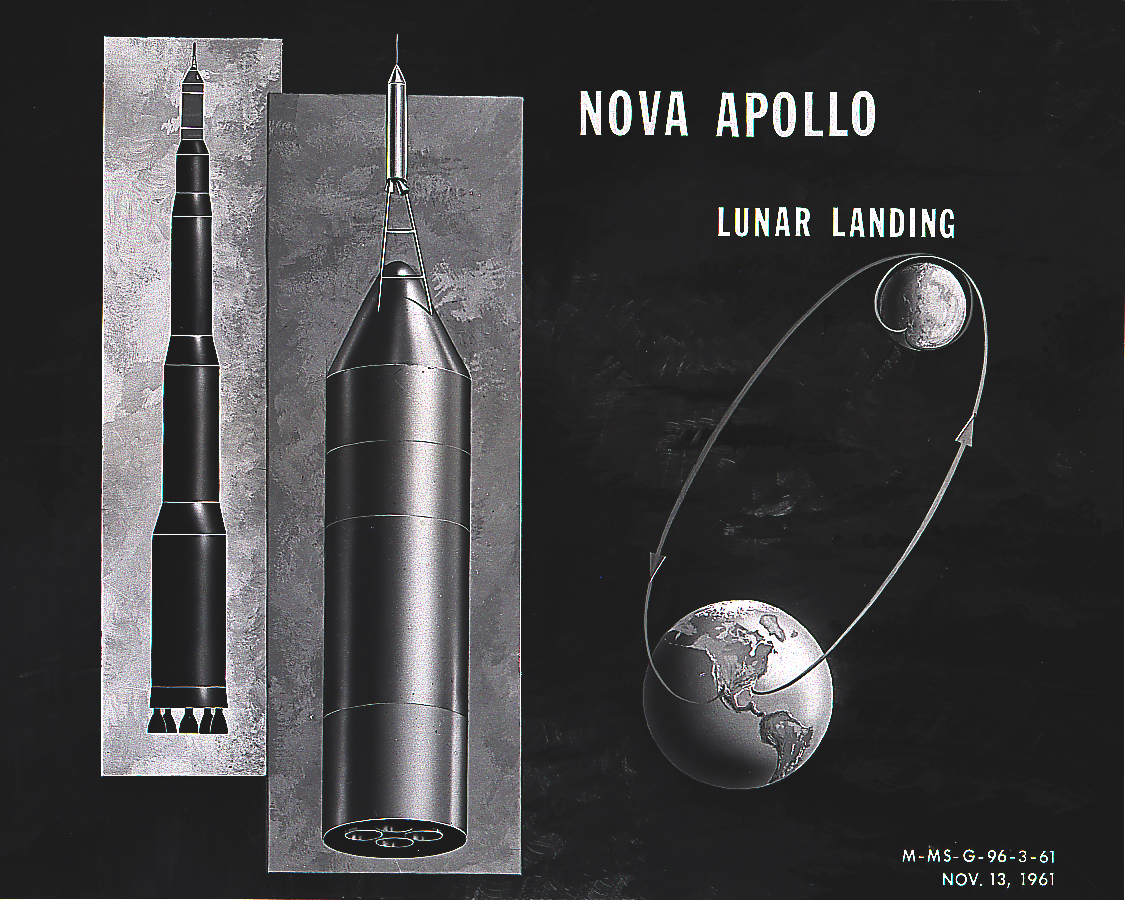 NOVA APOLLO
LUNAR LANDING
M-MS-G-96-3-61
NOV. 13, 1961